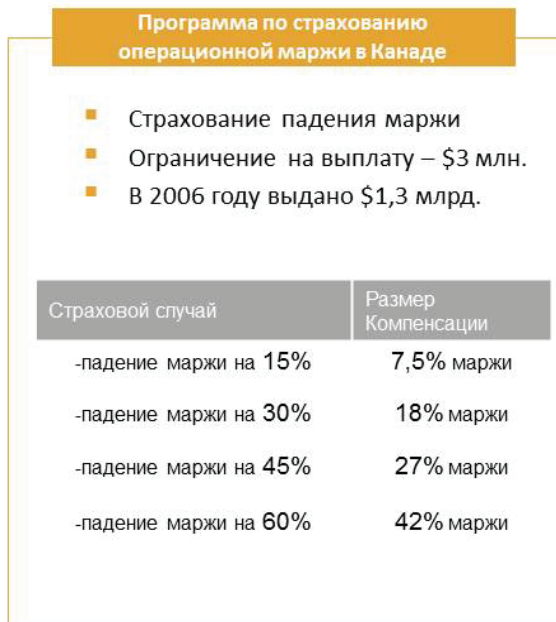 Программа по страхованию
операционной маржи в Канаде
Страхование падения маржи
Ограничение на выплату – $3 млн.
В 2006 году выдано $1,3 млрд.
Страховой случай
Размер
Компенсации
-падение маржи на 15%
7,5% маржи
-падение маржи на 30%
18% маржи
-падение маржи на 45%
27% маржи
-падение маржи на 60%
42% маржи